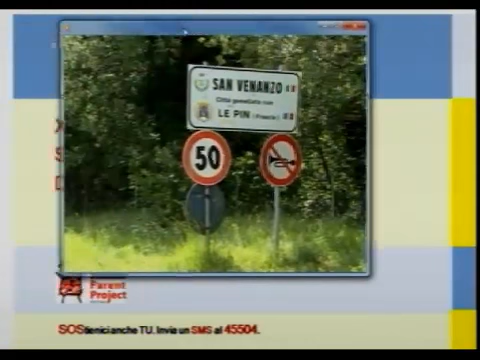 SAN VENANZO
Città gemellata con
LE PIN (Francia)
50
Parent
Project
SOStienici anche TU. Invia un SMS al 45504.